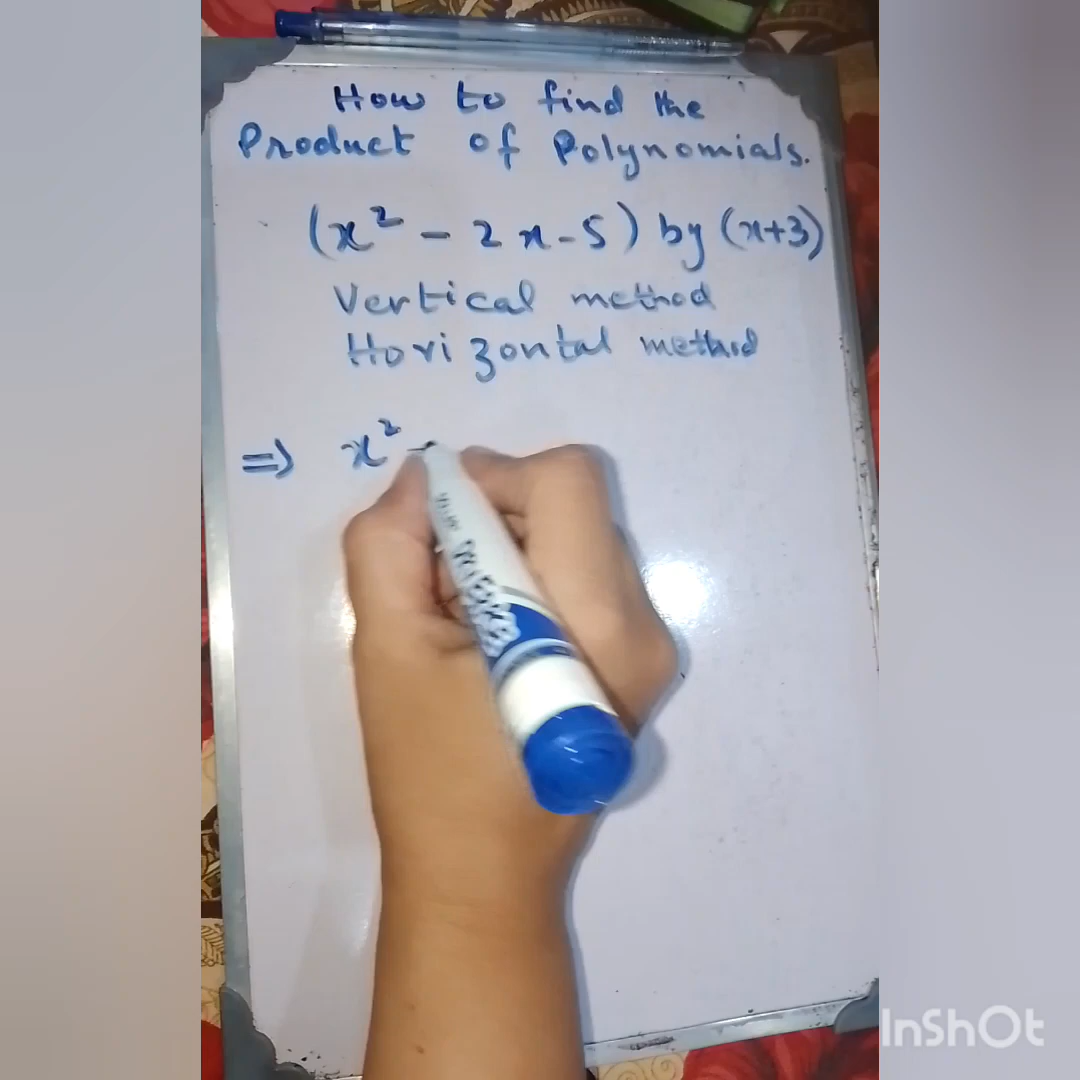 How to find the
Product of Polynomials.
(x² - 2x - 5) by (x+3)
Vertical method
Horizontal method
=> x² -
InShOt